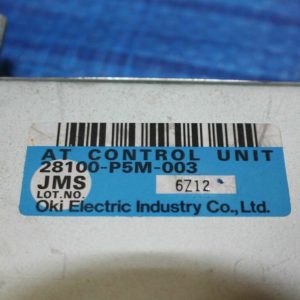 AT CONTROL UNIT
28100-P5M-003
JMS
LOT.NO. 6Z12
Oki Electric Industry Co., Ltd.